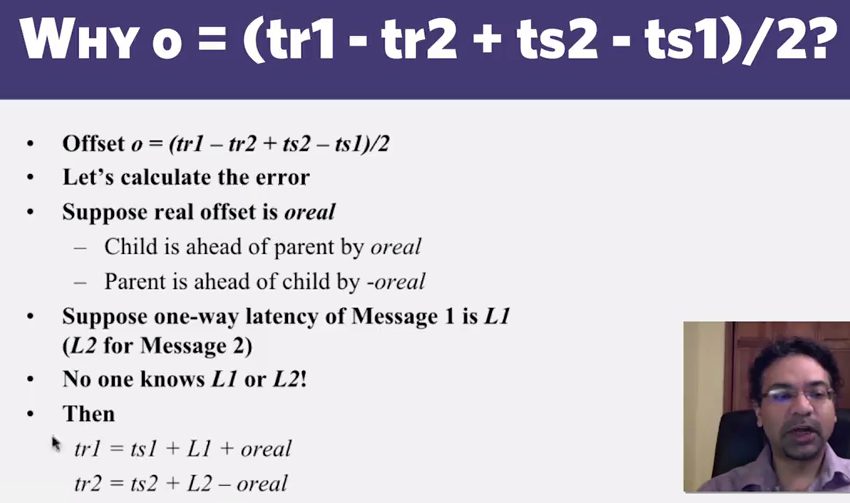 WHY O = (tr1 - tr2 + ts2 - ts1)/2?
• Offset o = (tr1 – tr2 + ts2 – ts1)/2
• Let's calculate the error
• Suppose real offset is oreal
– Child is ahead of parent by oreal
– Parent is ahead of child by -oreal
• Suppose one-way latency of Message 1 is L1
(L2 for Message 2)
• No one knows L1 or L2!
• Then
tr1 = ts1 + L1 + oreal
tr2 = ts2 + L2 – oreal